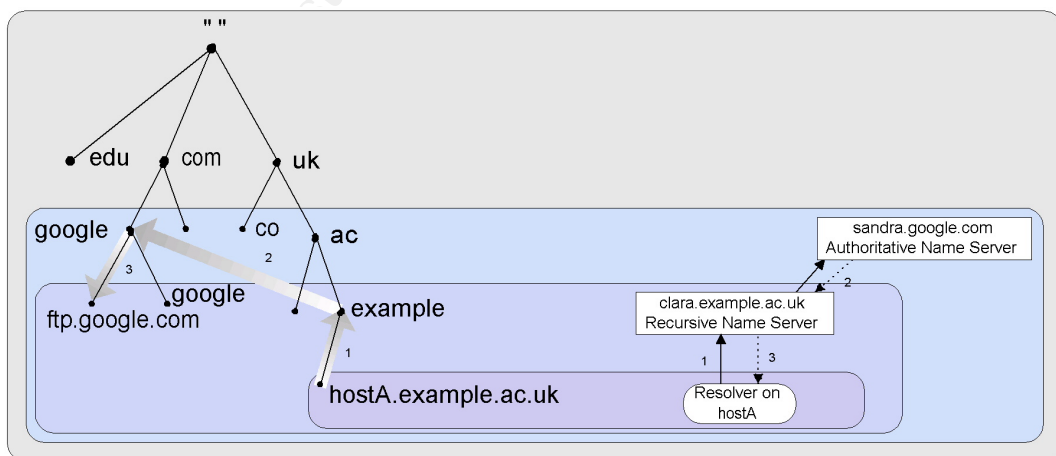 " "
edu
com
uk
google
co
ac
sandra.google.com
Authoritative Name Server
3
2
google
2
ftp.google.com
example
clara.example.ac.uk
Recursive Name Server
1
1
3
hostA.example.ac.uk
Resolver on
hostA